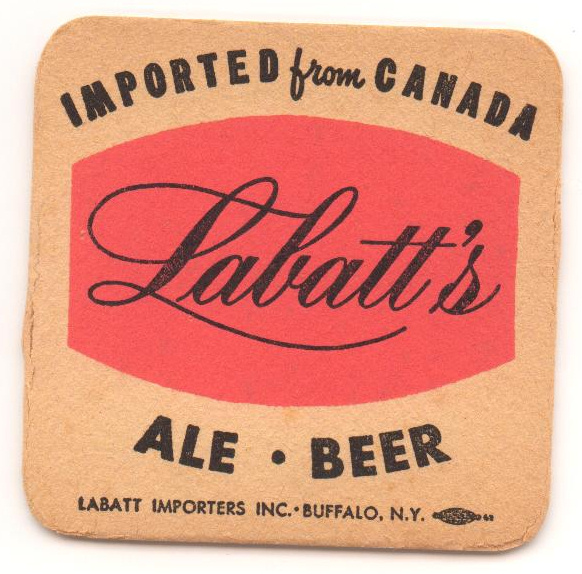 IMPORTED from CANADA
Labatt's
ALE • BEER
LABATT IMPORTERS INC. • BUFFALO, N.Y.